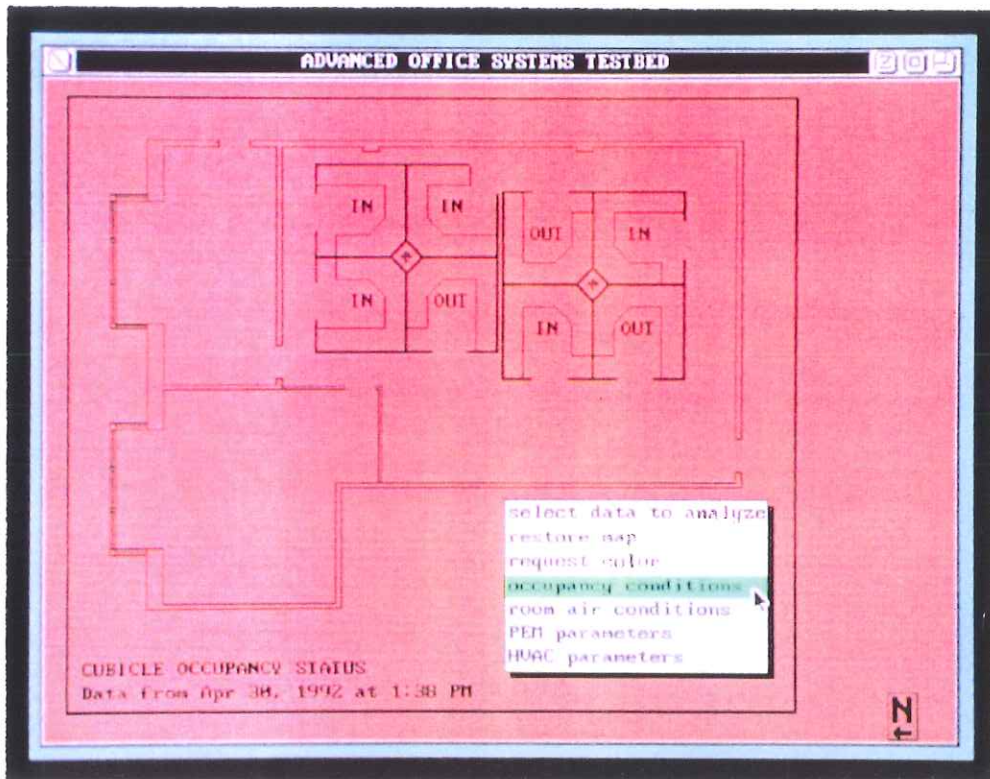 ADVANCED OFFICE SYSTEMS TESTBED
IN IN
OUT IN
IN OUT
IN OUT
select data to analyze
restore map
request color
occupancy conditions
room air conditions
PEM parameters
HVAC parameters
CUBICLE OCCUPANCY STATUS
Data from Apr 30, 1992 at 1:38 PM
N